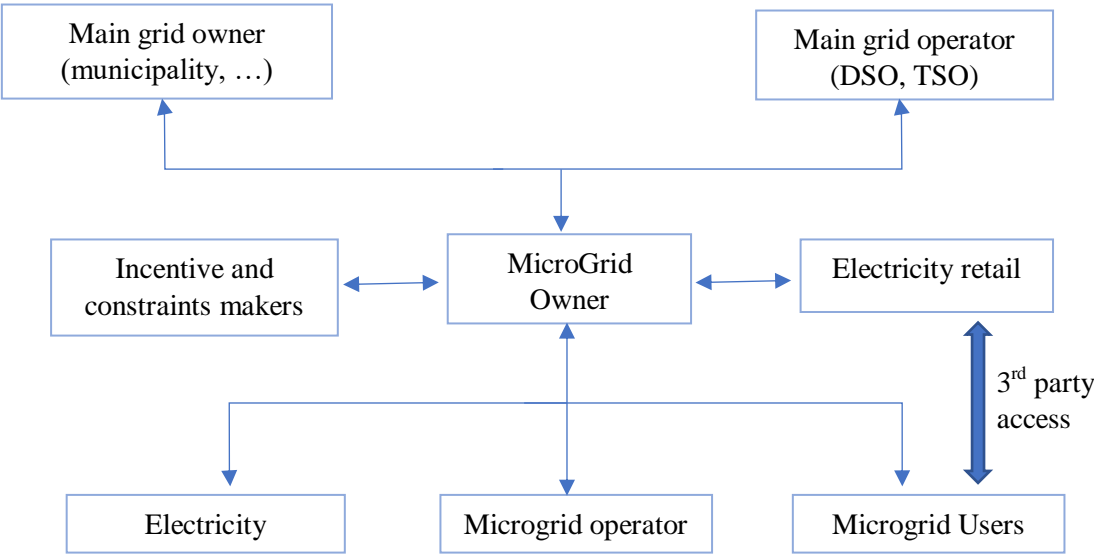 Main grid owner
(municipality, …)
Main grid operator
(DSO, TSO)
Incentive and
constraints makers
MicroGrid
Owner
Electricity retail
3rd party
access
Electricity
Microgrid operator
Microgrid Users